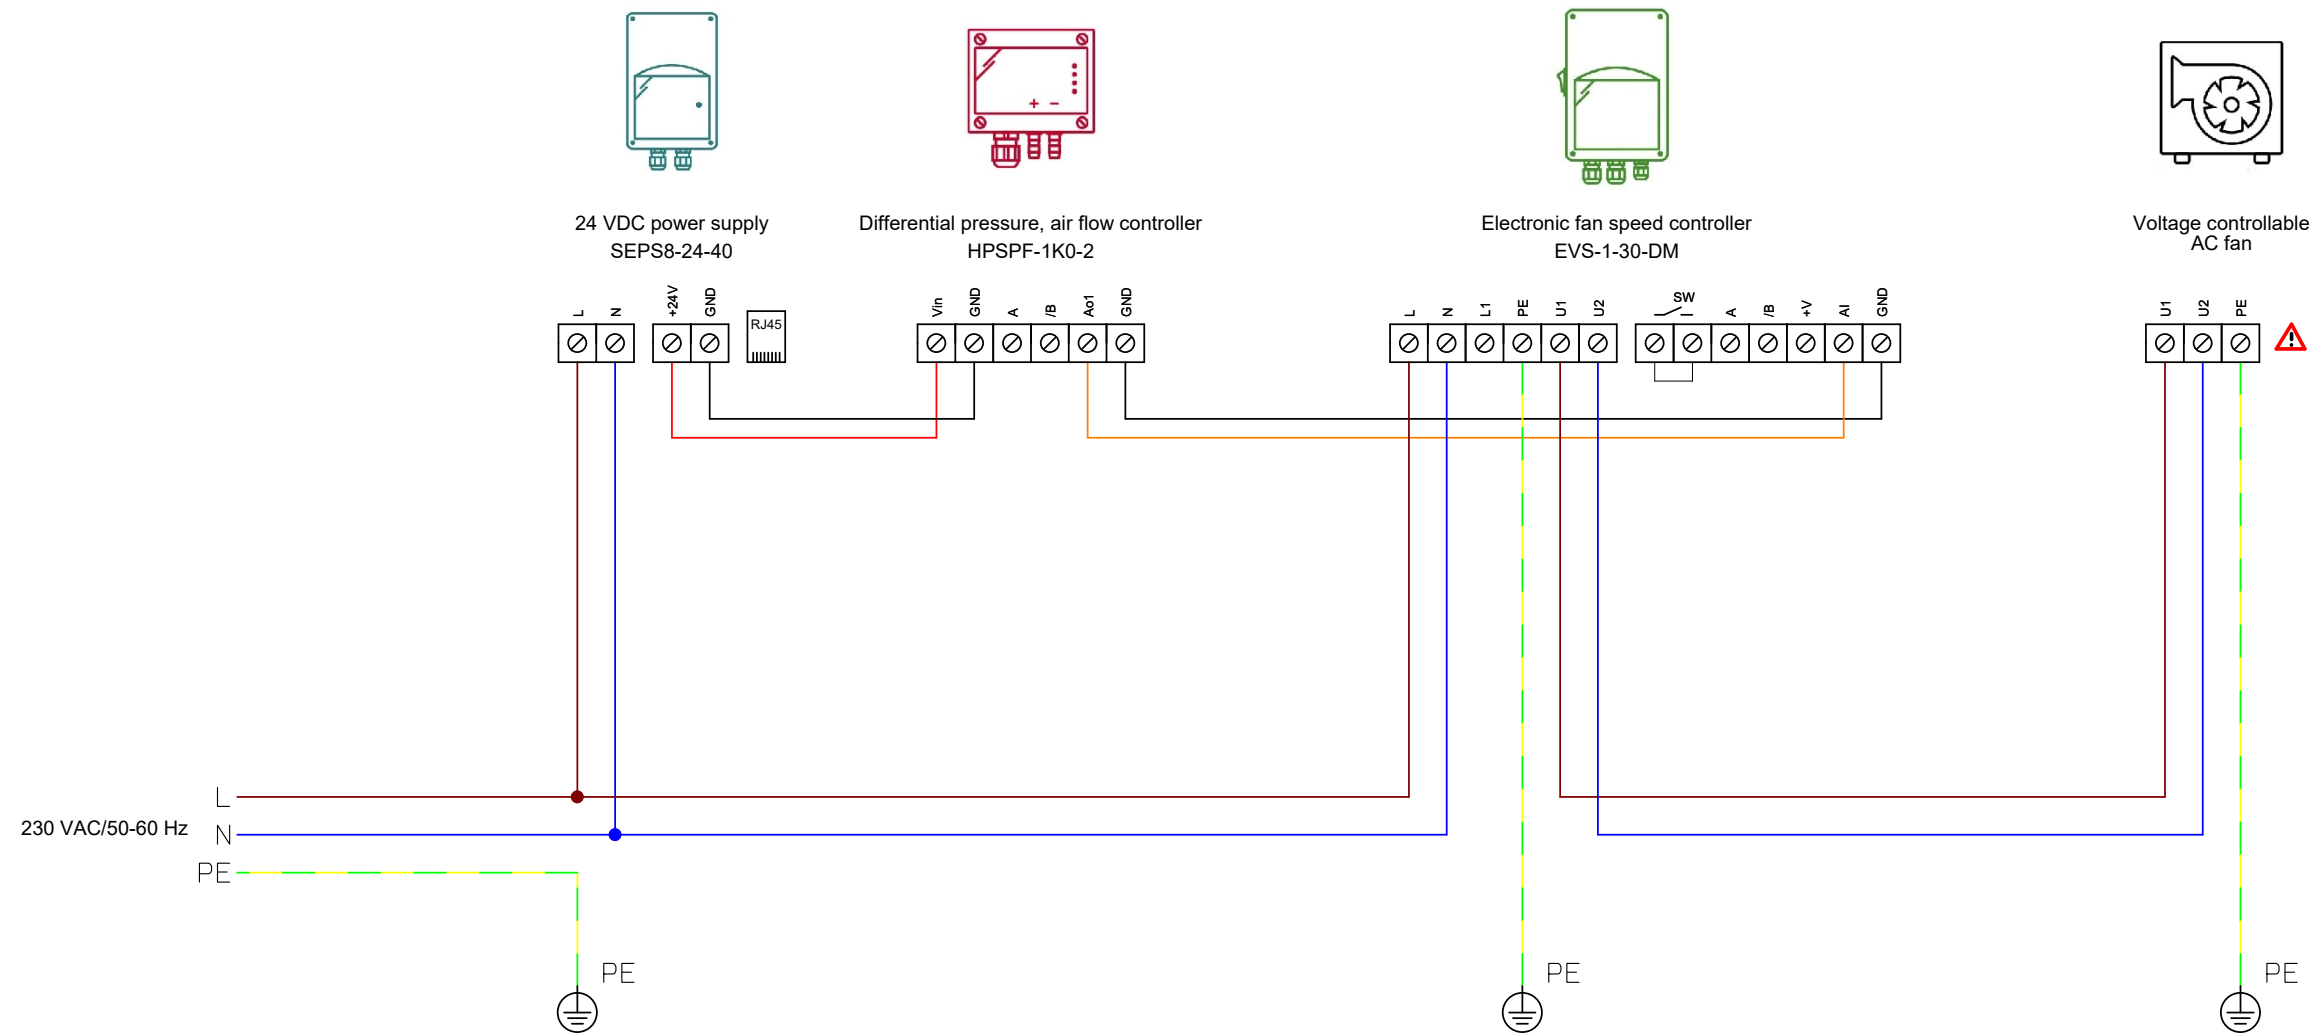 24 VDC power supply
SEPS8-24-40
Differential pressure, air flow controller
HPSPF-1K0-2
Electronic fan speed controller
EVS-1-30-DM
Voltage controllable
AC fan
L N +24V GND RJ45
Vin GND A /B Ao1 GND
L N L1 PE U1 U2 SW A /B +V AI GND
U1 U2 PE
L
230 VAC/50-60 Hz N
PE
PE PE PE